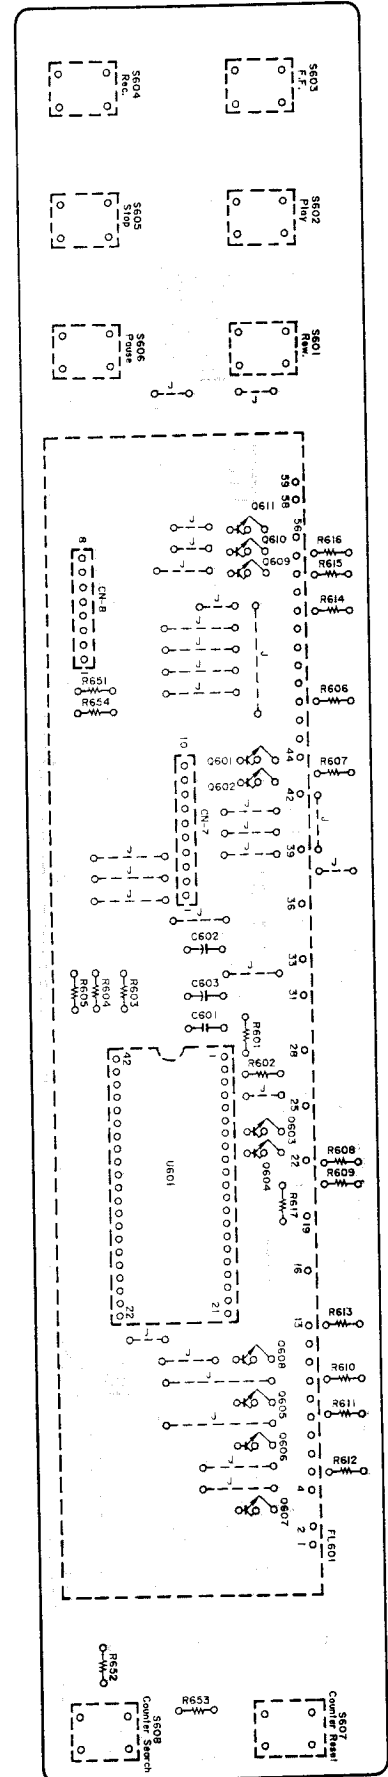 S604
Rec.
S603
F.F.
S605
Stop
S602
Play
S606
Pause
S601
Rew.
J
J
59
58
56
Q611
Q610
Q609
J
J
J
R616
R615
R614
8
CN-8
1
J
J
J
J
J
J
R651
R654
R606
44
10
Q601
Q602
42
R607
CN-7
J
J
J
39
J
J
J
J
J
1
36
J
C602
33
J
R605
R604
R603
C603
31
C601
R601
28
42
1
R602
J
25
Q603
22
R608
R609
Q604
U601
R617
19
16
22
21
13
R613
J
J
Q608
J
R610
Q605
J
R611
Q606
J
R612
J
4
Q607
2
1
FL601
R652
R653
S608
Counter Search
S607
Counter Reset